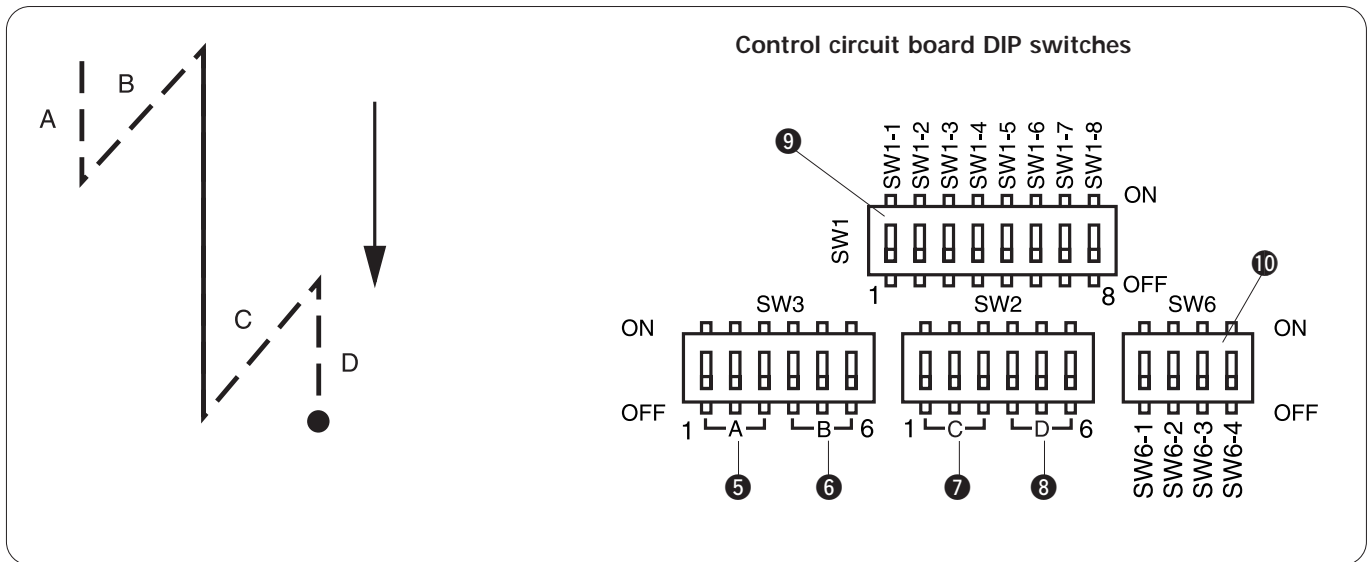 Control circuit board DIP switches
A
B
C
D
9
SW1-1
SW1-2
SW1-3
SW1-4
SW1-5
SW1-6
SW1-7
SW1-8
ON
SW1
1
8
OFF
10
SW3
ON
OFF
1
A
B
6
5
6
SW2
1
C
D
6
7
8
SW6
ON
OFF
SW6-1
SW6-2
SW6-3
SW6-4